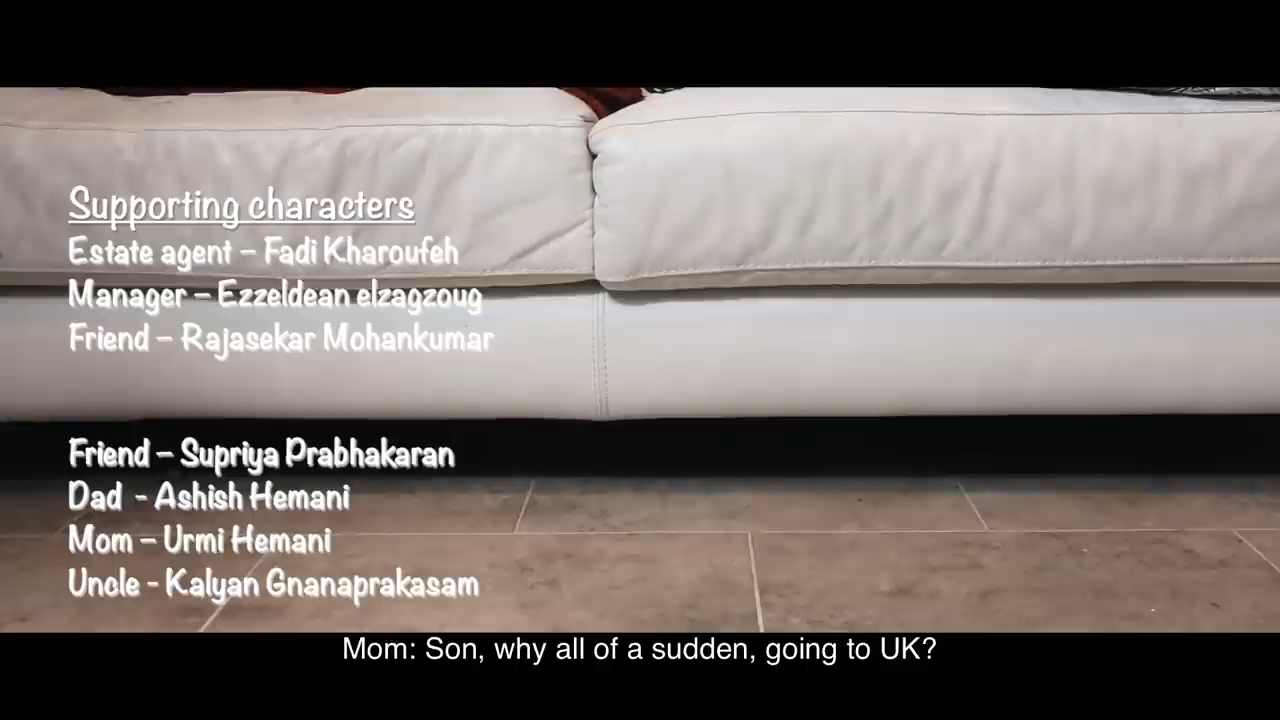 Supporting characters
Estate agent – Fadi Kharoufeh
Manager – Ezzeldean elzagzoug
Friend – Rajasekar Mohankumar
Friend – Supriya Prabhakaran
Dad - Ashish Hemani
Mom – Urmi Hemani
Uncle - Kalyan Gnanaprakasam
Mom: Son, why all of a sudden, going to UK?